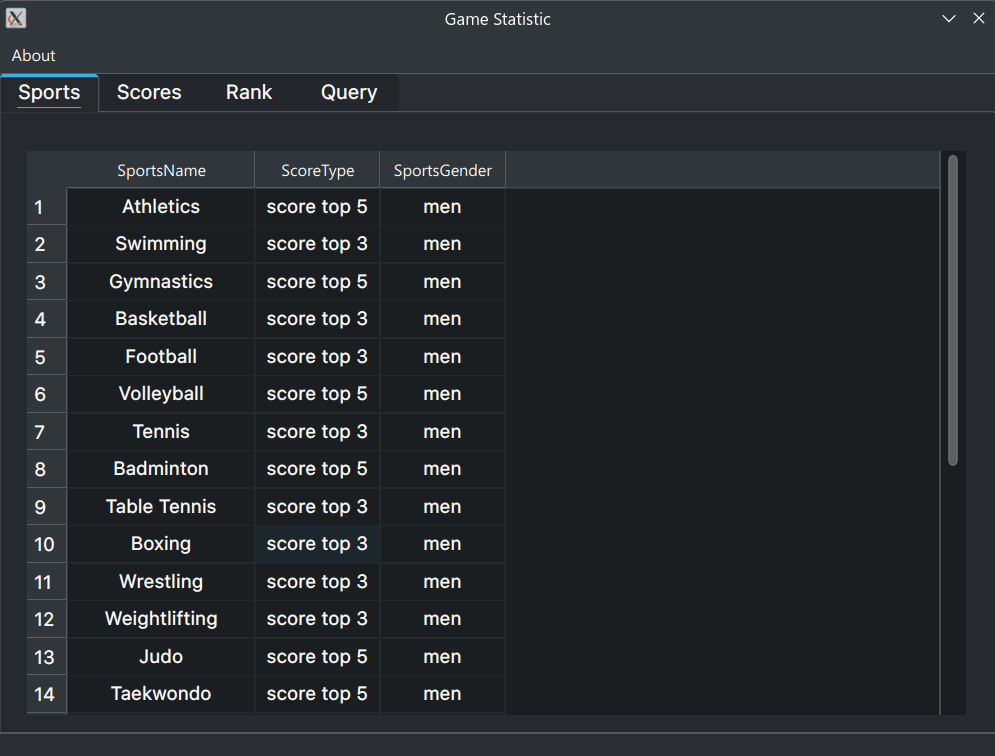 Game Statistic
About
Sports Scores Rank Query
SportsName ScoreType SportsGender
1 Athletics score top 5 men
2 Swimming score top 3 men
3 Gymnastics score top 5 men
4 Basketball score top 3 men
5 Football score top 3 men
6 Volleyball score top 5 men
7 Tennis score top 3 men
8 Badminton score top 5 men
9 Table Tennis score top 3 men
10 Boxing score top 3 men
11 Wrestling score top 3 men
12 Weightlifting score top 3 men
13 Judo score top 5 men
14 Taekwondo score top 5 men